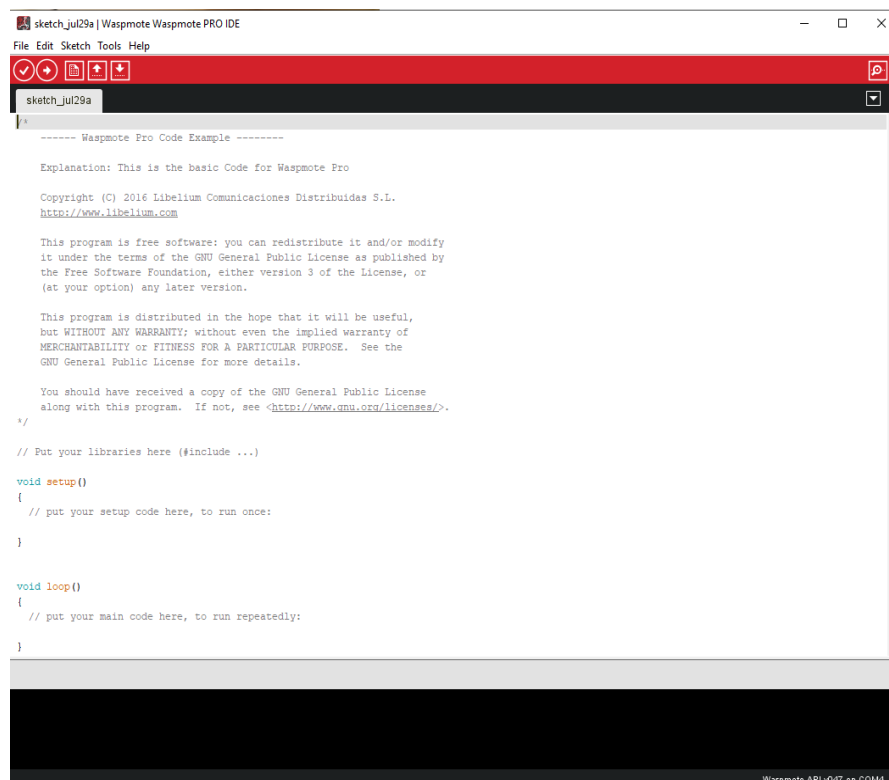 sketch_jul29a | Waspmote Waspmote PRO IDE
File Edit Sketch Tools Help
sketch_jul29a
/*
------ Waspmote Pro Code Example --------
Explanation: This is the basic Code for Waspmote Pro
Copyright (C) 2016 Libelium Comunicaciones Distribuidas S.L.
http://www.libelium.com
This program is free software: you can redistribute it and/or modify
it under the terms of the GNU General Public License as published by
the Free Software Foundation, either version 3 of the License, or
(at your option) any later version.
This program is distributed in the hope that it will be useful,
but WITHOUT ANY WARRANTY; without even the implied warranty of
MERCHANTABILITY or FITNESS FOR A PARTICULAR PURPOSE.  See the
GNU General Public License for more details.
You should have received a copy of the GNU General Public License
along with this program.  If not, see <http://www.gnu.org/licenses/>.
*/
// Put your libraries here (#include ...)
void setup()
{
// put your setup code here, to run once:
}
void loop()
{
// put your main code here, to run repeatedly:
}
Waspmote API v047 on COM4